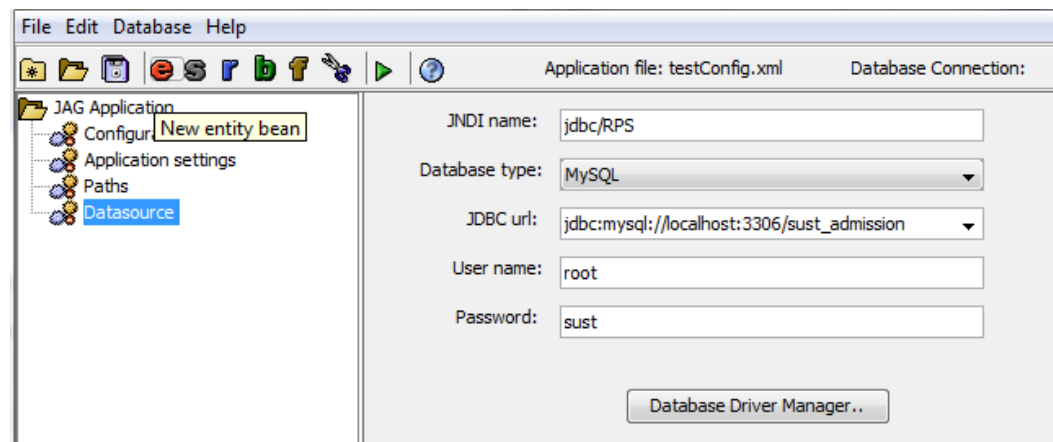 File Edit Database Help
e s r b f ? Application file: testConfig.xml Database Connection:
JAG Application
New entity bean
Application settings
Paths
Datasource
JNDI name: jdbc/RPS
Database type: MySQL
JDBC url: jdbc:mysql://localhost:3306/sust_admission
User name: root
Password: sust
Database Driver Manager..